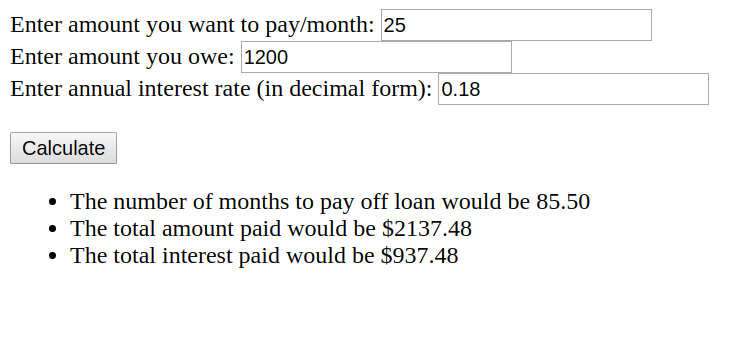 Enter amount you want to pay/month: 25
Enter amount you owe: 1200
Enter annual interest rate (in decimal form): 0.18
Calculate
• The number of months to pay off loan would be 85.50
• The total amount paid would be $2137.48
• The total interest paid would be $937.48